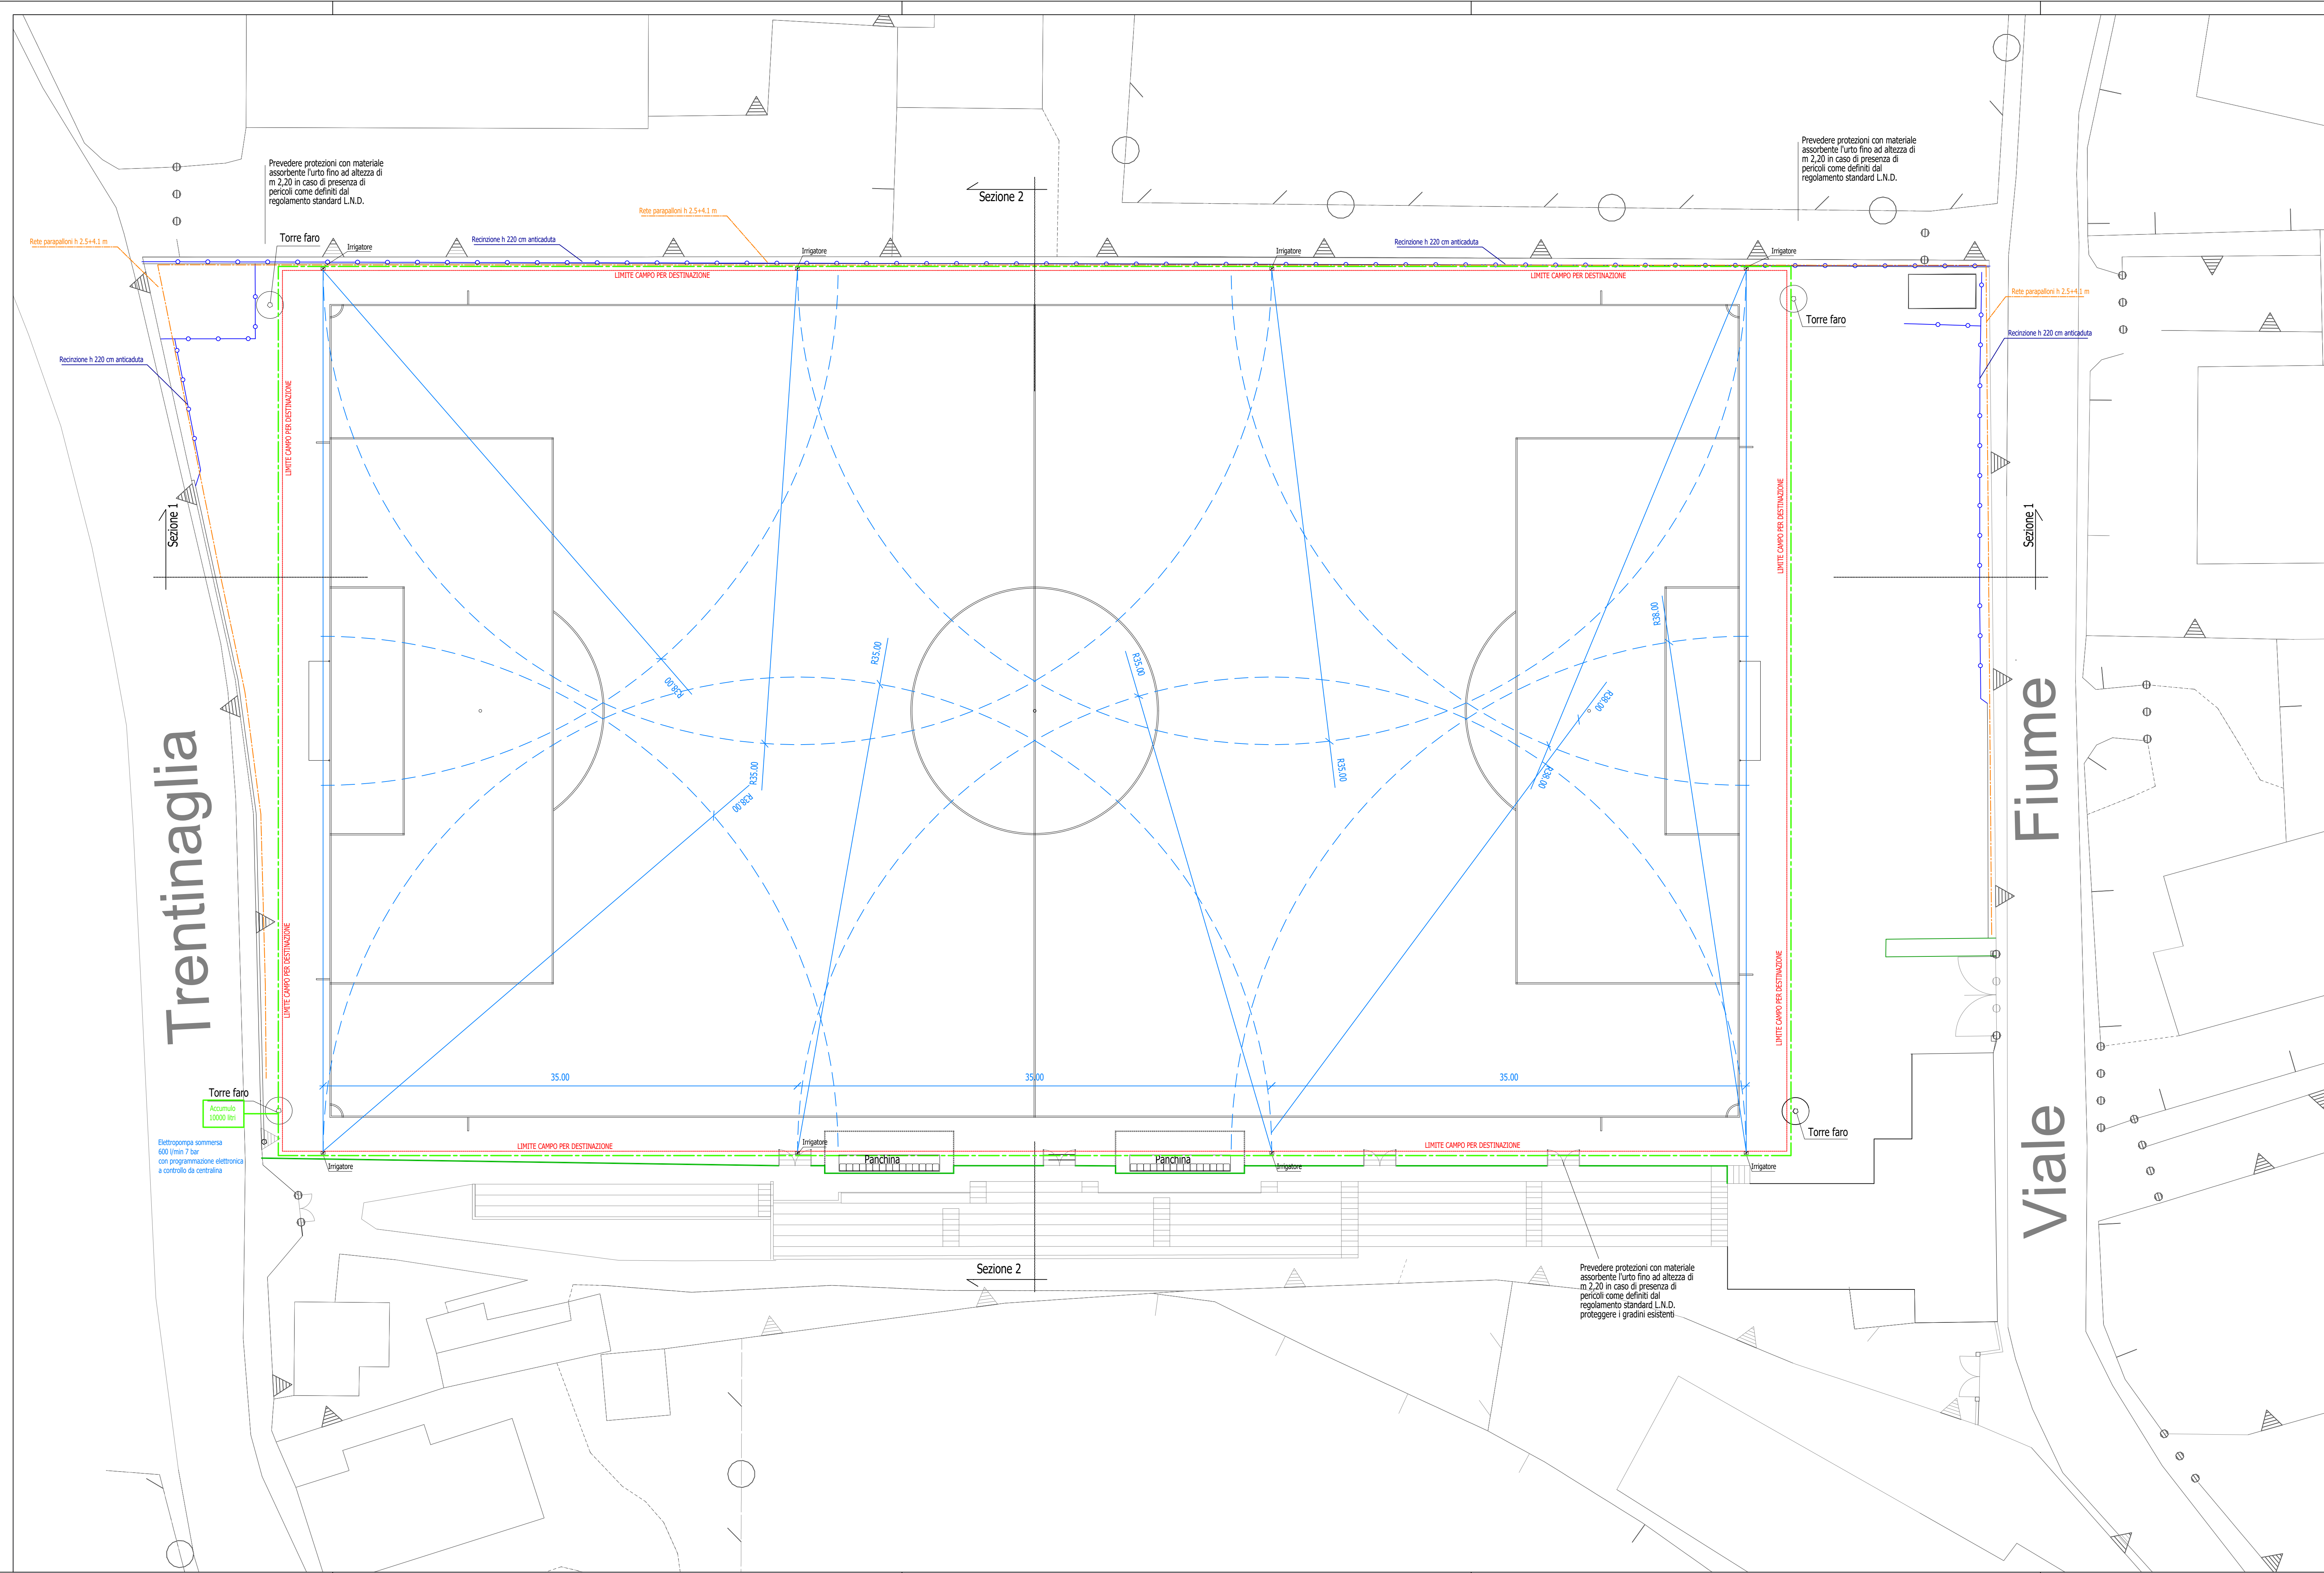 Prevedere protezioni con materiale
assorbente l'urto fino ad altezza di
m 2,20 in caso di presenza di
pericoli come definiti dal
regolamento standard L.N.D.
Prevedere protezioni con materiale
assorbente l'urto fino ad altezza di
m 2,20 in caso di presenza di
pericoli come definiti dal
regolamento standard L.N.D.
Sezione 2
Rete parapalloni h 2.5+4.1 m
Rete parapalloni h 2.5+4.1 m
Torre faro
Irrigatore
Recinzione h 220 cm anticaduta
Irrigatore
Irrigatore
Recinzione h 220 cm anticaduta
Irrigatore
LIMITE CAMPO PER DESTINAZIONE
LIMITE CAMPO PER DESTINAZIONE
Rete parapalloni h 2.5+4.1 m
Torre faro
Recinzione h 220 cm anticaduta
Recinzione h 220 cm anticaduta
LIMITE CAMPO PER DESTINAZIONE
LIMITE CAMPO PER DESTINAZIONE
Sezione 1
Sezione 1
R38.00
R35.00
R35.00
R38.00
R38.00
R35.00
R38.00
R35.00
R38.00
Trentinaglia
Viale Fiume
LIMITE CAMPO PER DESTINAZIONE
LIMITE CAMPO PER DESTINAZIONE
35.00
35.00
35.00
Torre faro
Accumulo
10000 litri
Torre faro
Elettropompa sommersa
600 l/min 7 bar
con programmazione elettronica
a controllo da centralina
LIMITE CAMPO PER DESTINAZIONE
Irrigatore
LIMITE CAMPO PER DESTINAZIONE
Panchina
Panchina
Irrigatore
Irrigatore
Irrigatore
Sezione 2
Prevedere protezioni con materiale
assorbente l'urto fino ad altezza di
m 2,20 in caso di presenza di
pericoli come definiti dal
regolamento standard L.N.D.
proteggere i gradini esistenti